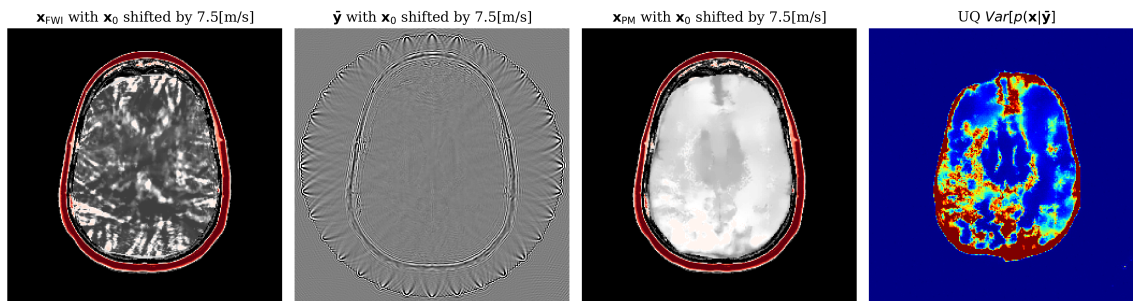 x_FWI with x_0 shifted by 7.5[m/s]
ȳ with x_0 shifted by 7.5[m/s]
x_PM with x_0 shifted by 7.5[m/s]
UQ Var[p(x|ȳ]